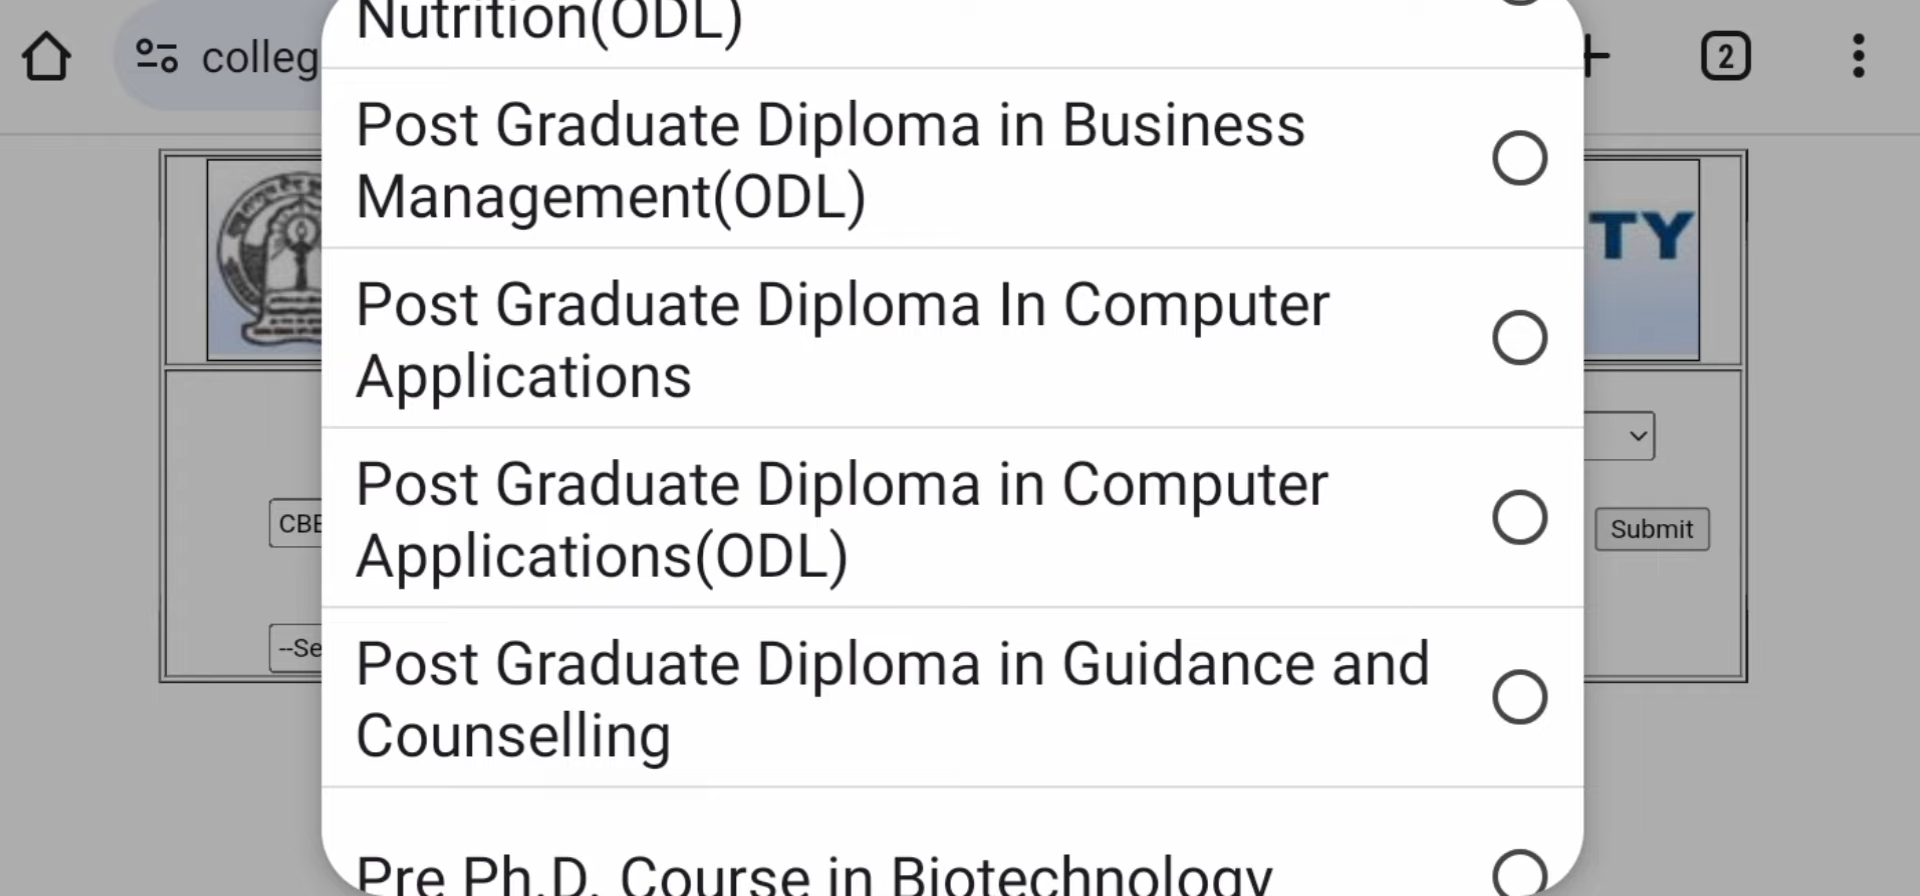 Nutrition(ODL)
colleg
2
Post Graduate Diploma in Business
Management(ODL)
TY
Post Graduate Diploma In Computer
Applications
Post Graduate Diploma in Computer
Applications(ODL)
CBE
Submit
Post Graduate Diploma in Guidance and
Counselling
--Se
Pre Ph.D. Course in Biotechnology